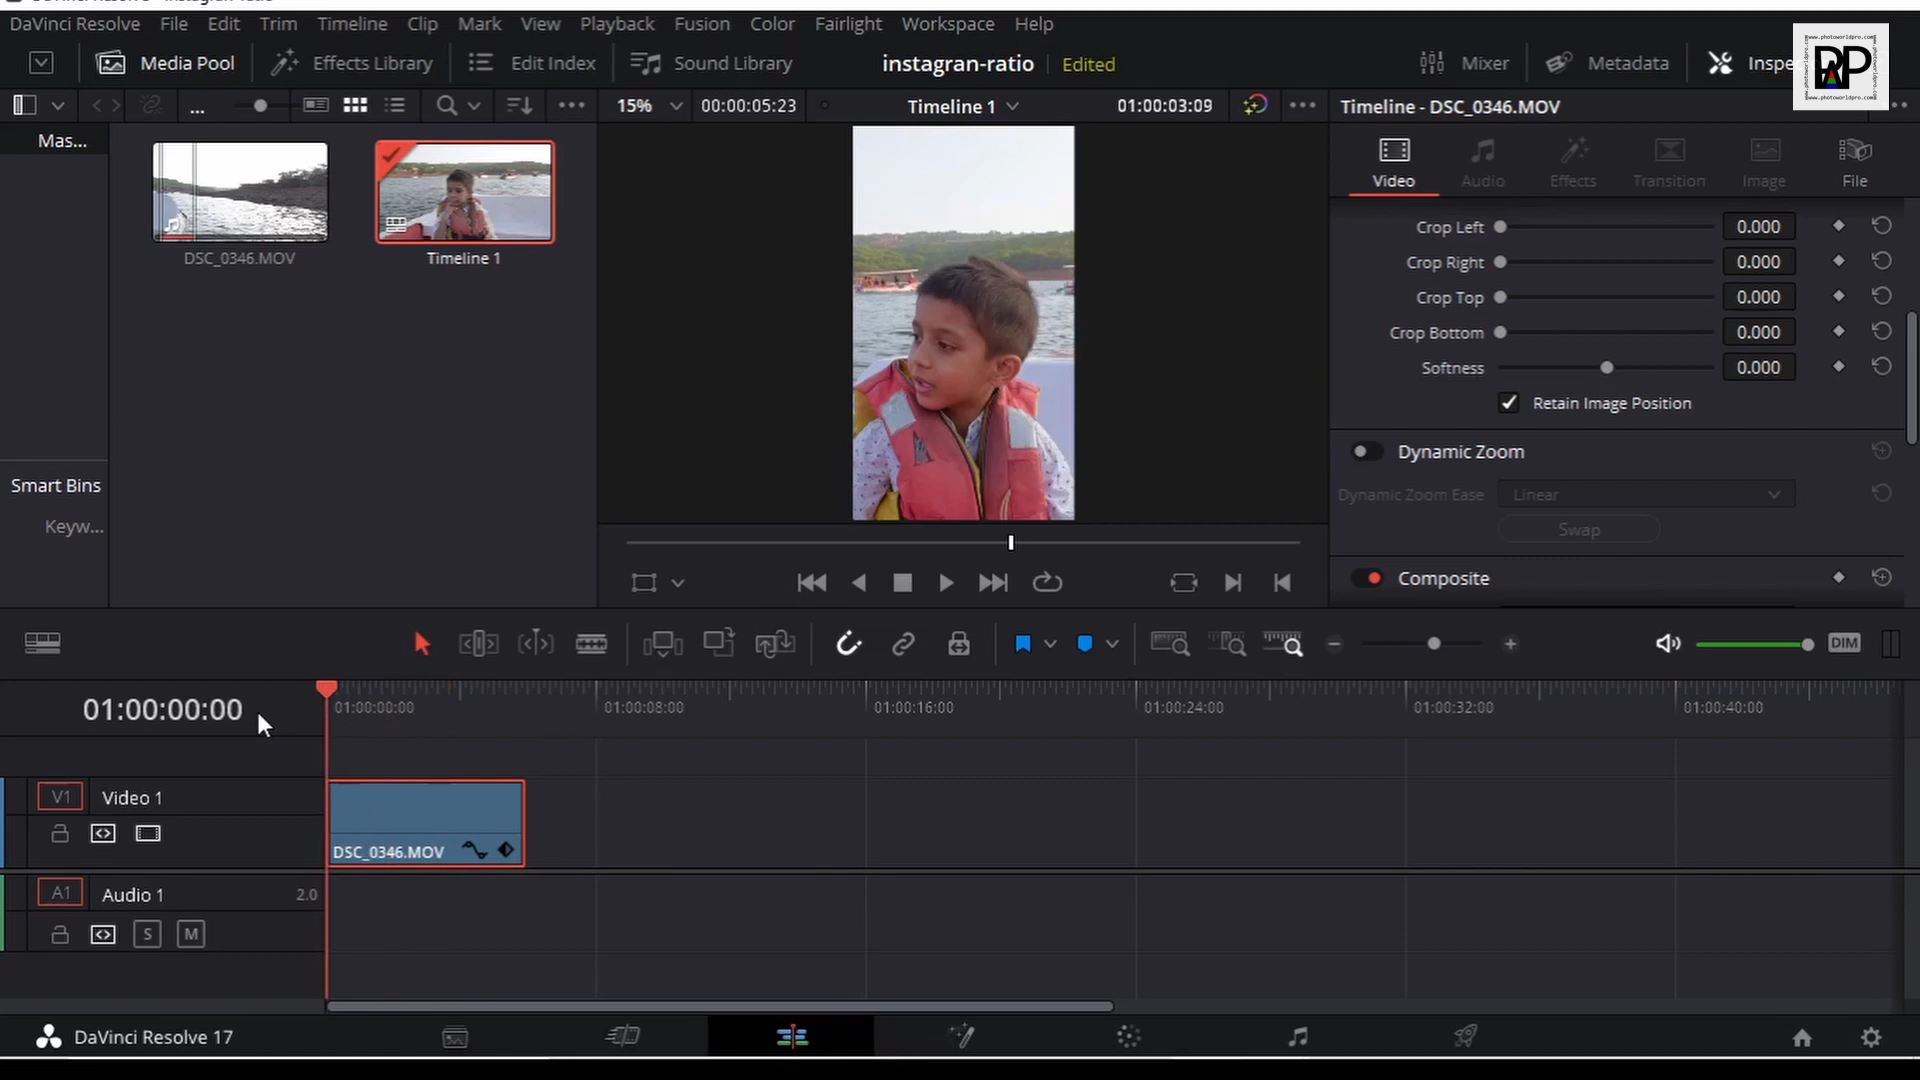 DaVinci Resolve File Edit Trim Timeline Clip Mark View Playback Fusion Color Fairlight Workspace Help
Media Pool Effects Library Edit Index Sound Library instagran-ratio Edited Mixer Metadata Inspe
... 15% 00:00:05:23 Timeline 1 01:00:03:09 Timeline - DSC_0346.MOV
Mas...
DSC_0346.MOV
Timeline 1
Smart Bins
Keyw...
Video Audio Effects Transition Image File
Crop Left 0.000
Crop Right 0.000
Crop Top 0.000
Crop Bottom 0.000
Softness 0.000
Retain Image Position
Dynamic Zoom
Dynamic Zoom Ease Linear
Swap
Composite
DIM
01:00:00:00
01:00:00:00 01:00:08:00 01:00:16:00 01:00:24:00 01:00:32:00 01:00:40:00
V1 Video 1
DSC_0346.MOV
A1 Audio 1 2.0
S M
DaVinci Resolve 17